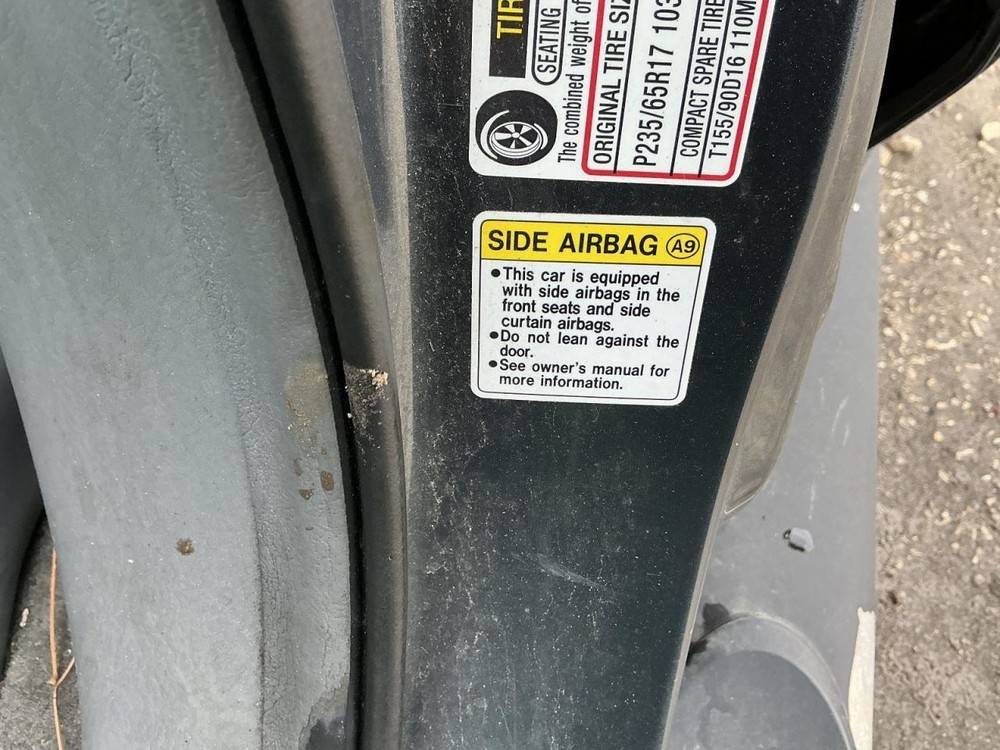 SEATING
The combined weight of
ORIGINAL TIRE
P235/65R17 103
COMPACT SPARE TIRE
T155/90D16 110M
SIDE AIRBAG A9
•This car is equipped
with side airbags in the
front seats and side
curtain airbags.
•Do not lean against the
door.
•See owner's manual for
more information.